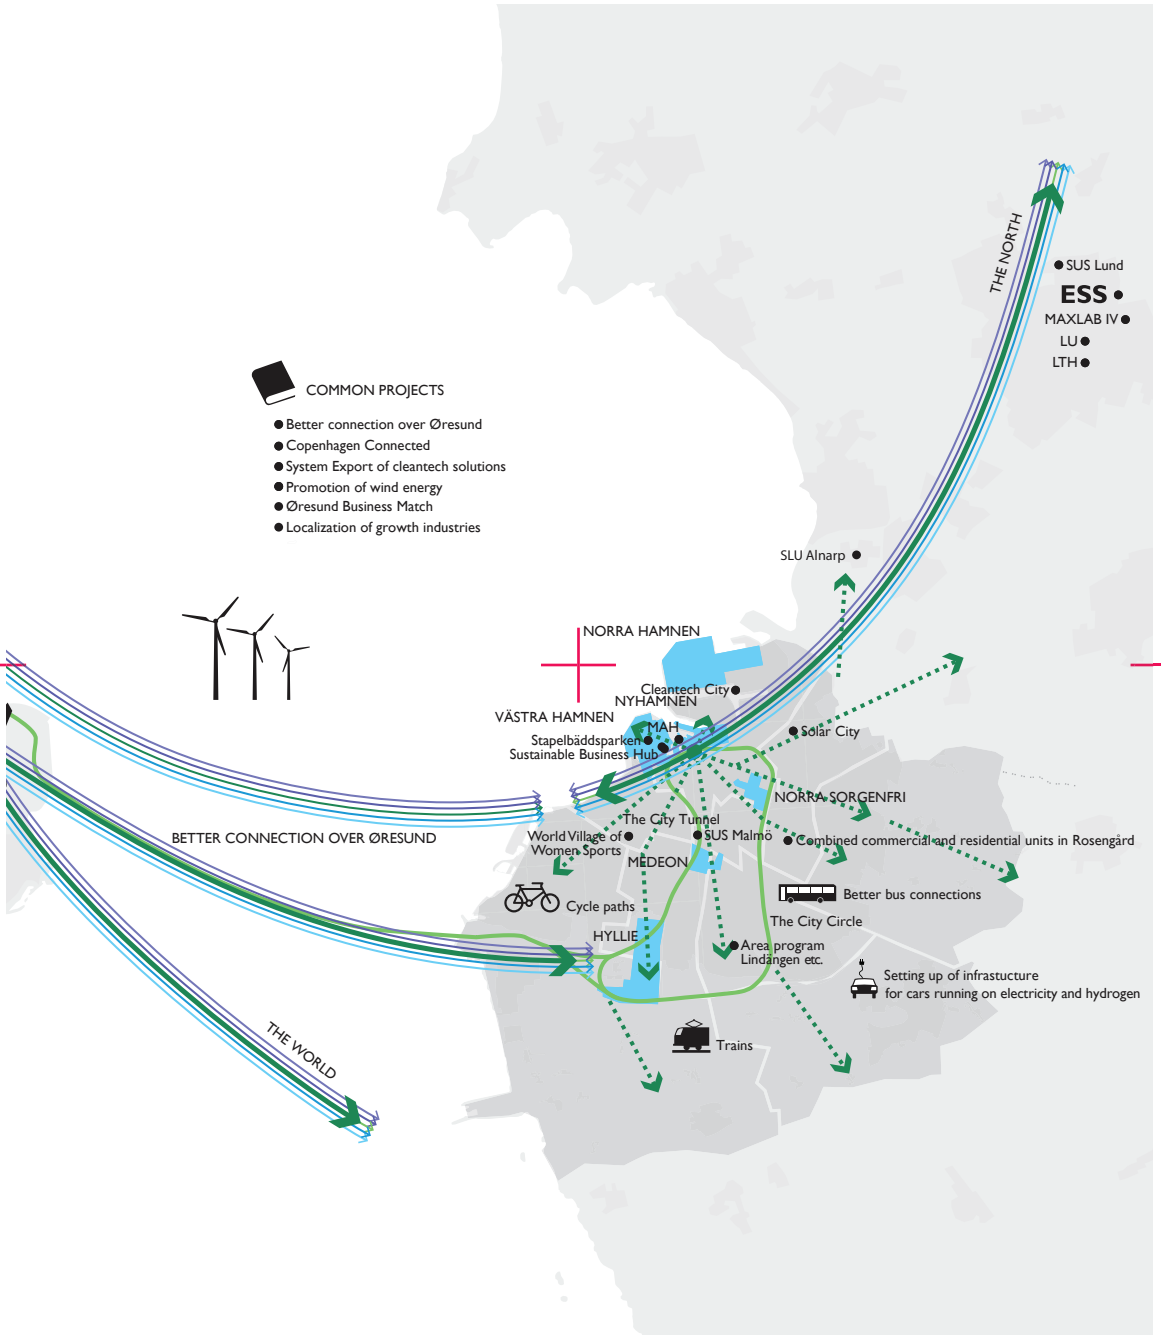 THE NORTH
SUS Lund
ESS
MAXLAB IV
LU
LTH
COMMON PROJECTS
Better connection over Øresund
Copenhagen Connected
System Export of cleantech solutions
Promotion of wind energy
Øresund Business Match
Localization of growth industries
SLU Alnarp
NORRA HAMNEN
Cleantech City
NYHAMNEN
VÄSTRA HAMNEN
MAH
Stapelbäddsparken
Sustainable Business Hub
Solar City
NORRA SORGENFRI
The City Tunnel
World Village of
Women Sports
SUS Malmö
Combined commercial and residential units in Rosengård
MEDEON
BETTER CONNECTION OVER ØRESUND
Cycle paths
Better bus connections
The City Circle
HYLLIE
Area program
Lindängen etc.
Setting up of infrastucture
for cars running on electricity and hydrogen
Trains
THE WORLD